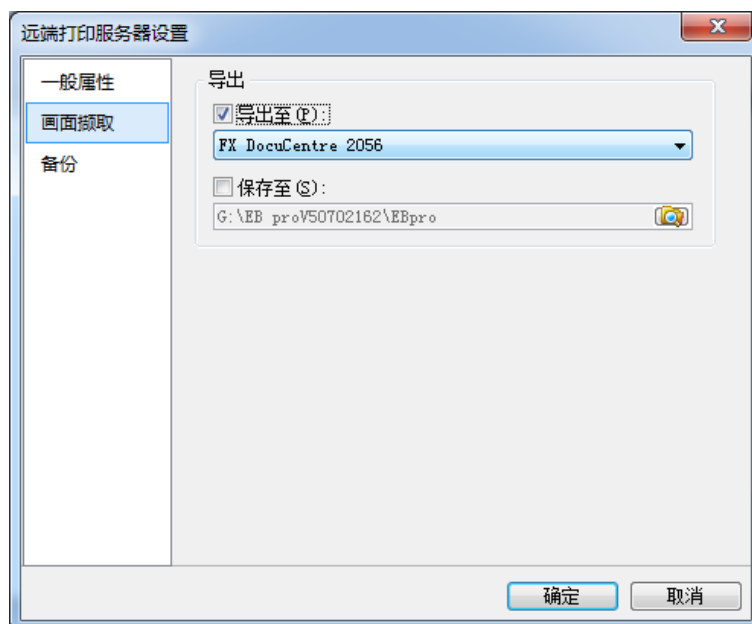 远端打印服务器设置
一般属性
画面撷取
备份
导出
导出至(P):
FX DocuCentre 2056
保存至(S):
G:\EB proV50702162\EBpro
确定
取消